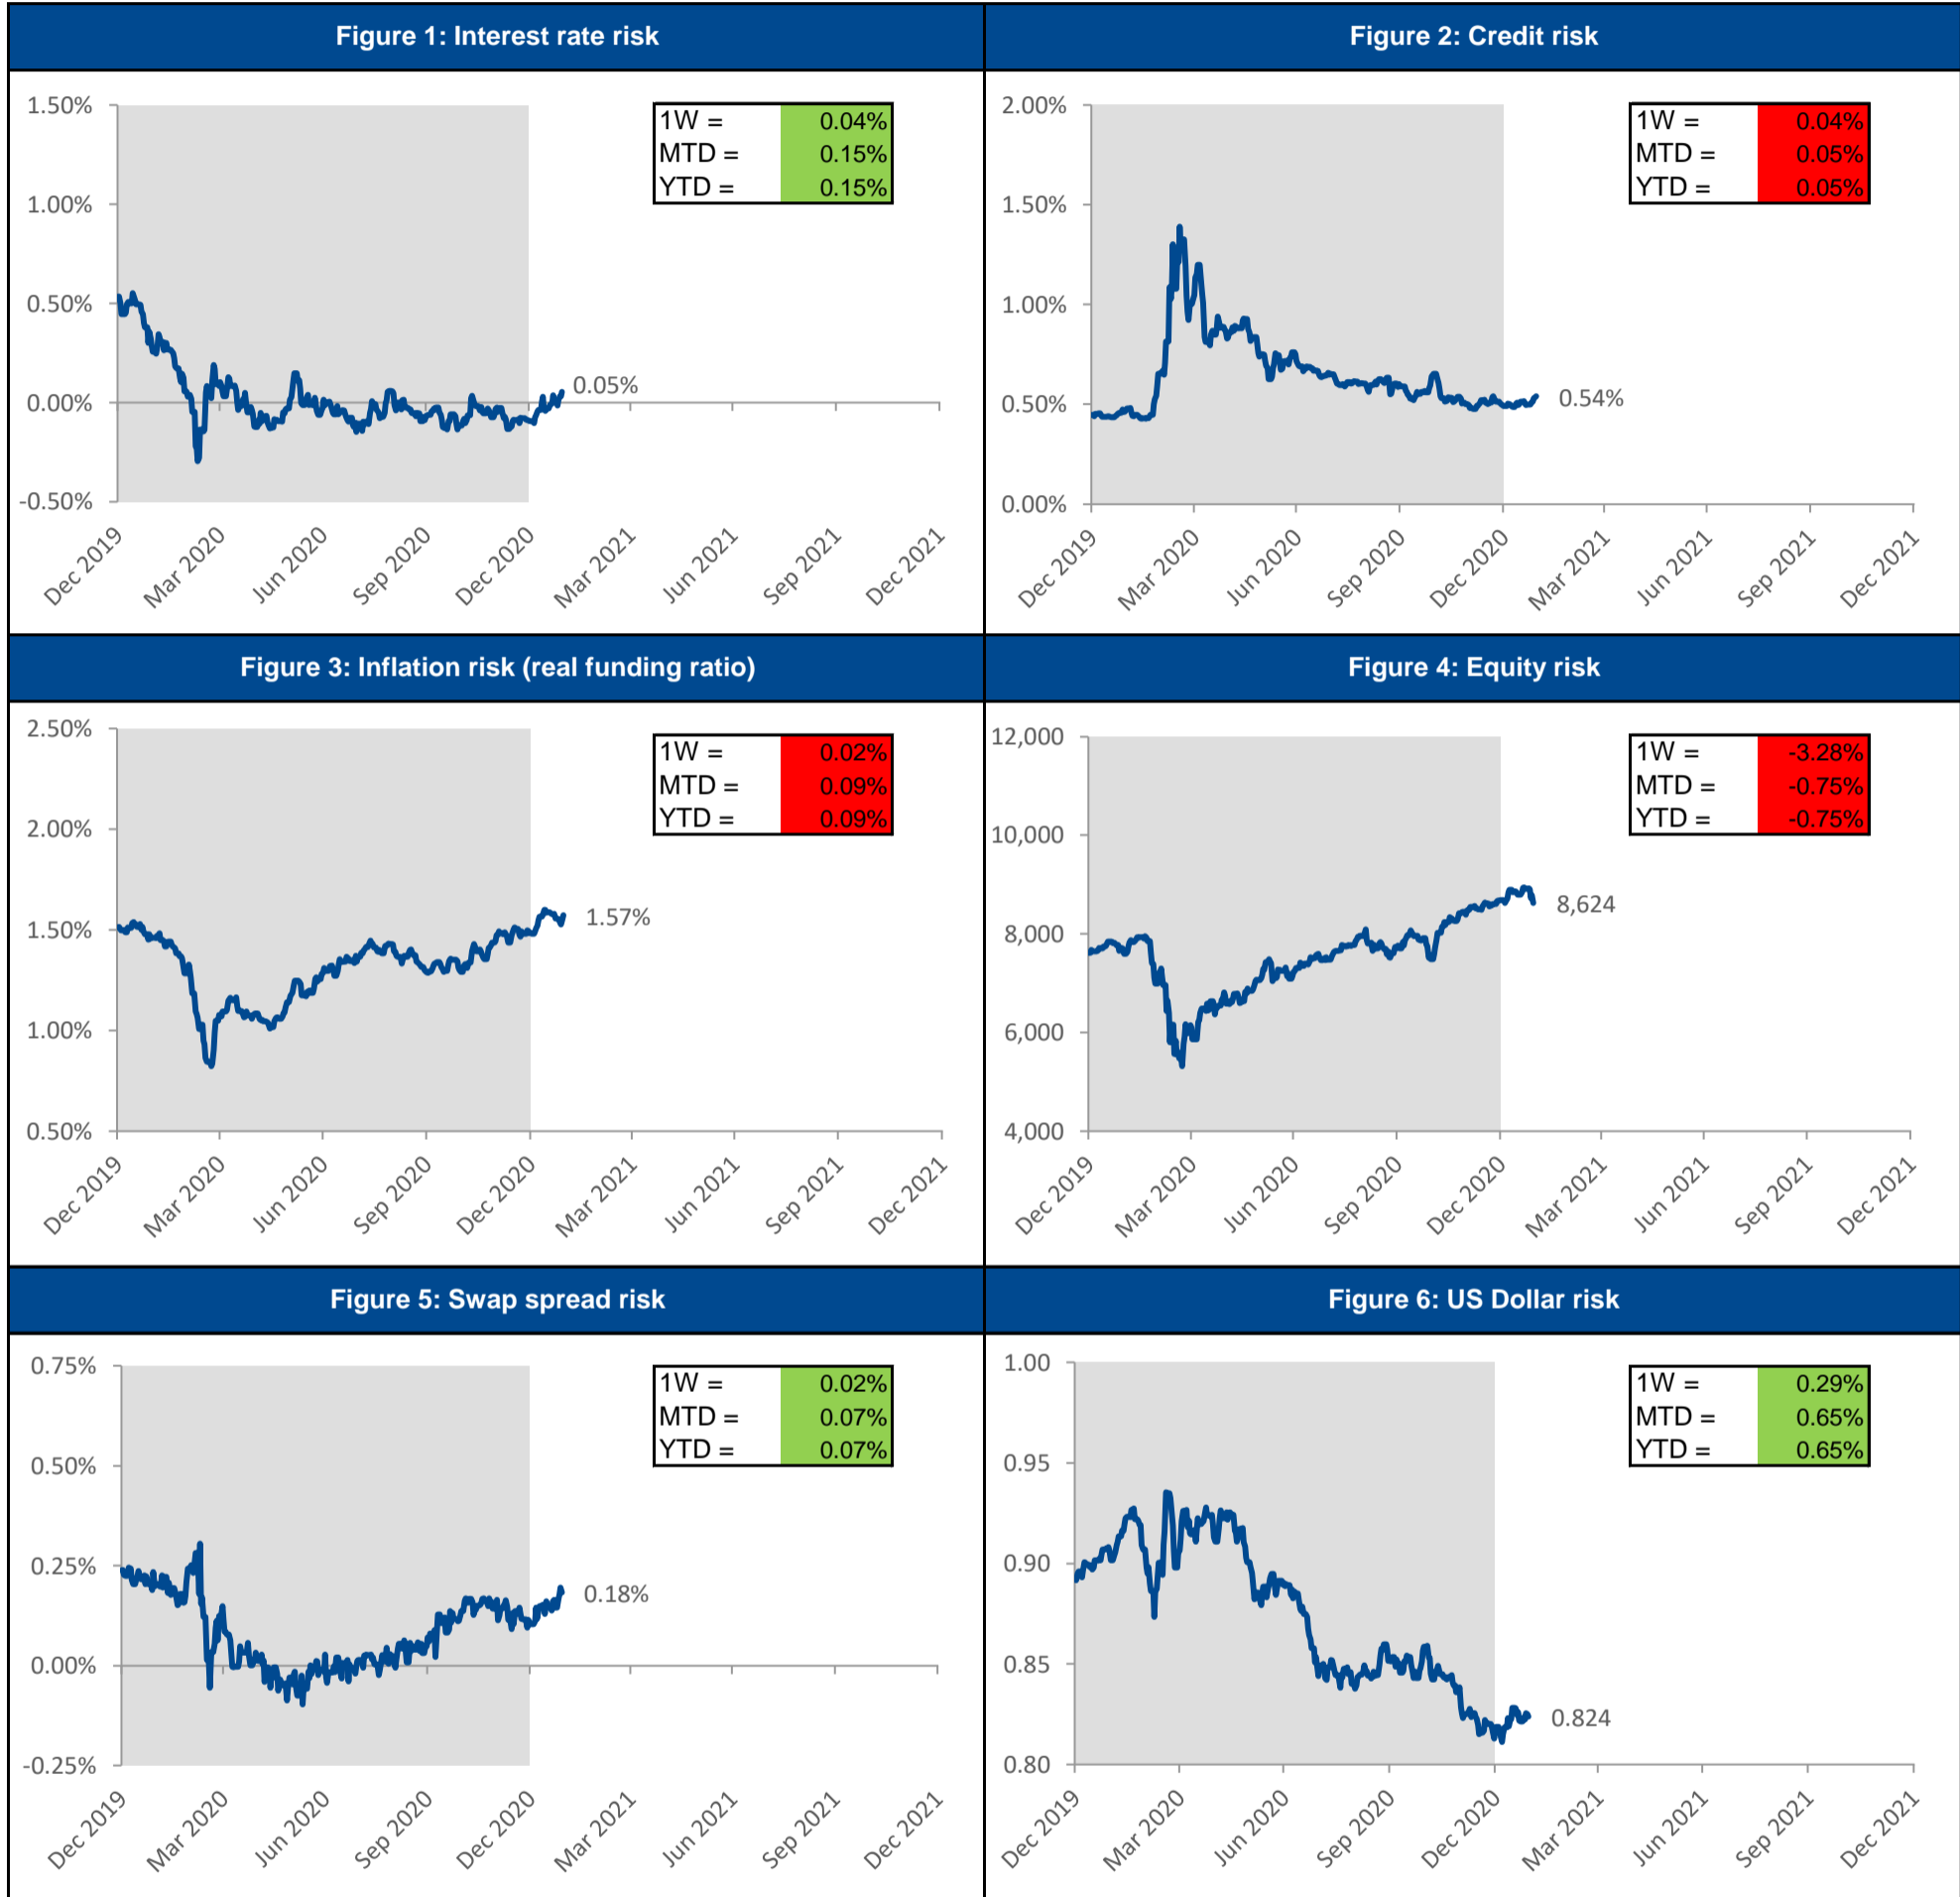 Figure 1: Interest rate risk
1.50%
1.00%
0.50%
0.00%
-0.50%
1W = 0.04%
MTD = 0.15%
YTD = 0.15%
0.05%
Dec 2019 Mar 2020 Jun 2020 Sep 2020 Dec 2020 Mar 2021 Jun 2021 Sep 2021 Dec 2021
Figure 2: Credit risk
2.00%
1.50%
1.00%
0.50%
0.00%
1W = 0.04%
MTD = 0.05%
YTD = 0.05%
0.54%
Dec 2019 Mar 2020 Jun 2020 Sep 2020 Dec 2020 Mar 2021 Jun 2021 Sep 2021 Dec 2021
Figure 3: Inflation risk (real funding ratio)
2.50%
2.00%
1.50%
1.00%
0.50%
1W = 0.02%
MTD = 0.09%
YTD = 0.09%
1.57%
Dec 2019 Mar 2020 Jun 2020 Sep 2020 Dec 2020 Mar 2021 Jun 2021 Sep 2021 Dec 2021
Figure 4: Equity risk
12,000
10,000
8,000
6,000
4,000
1W = -3.28%
MTD = -0.75%
YTD = -0.75%
8,624
Dec 2019 Mar 2020 Jun 2020 Sep 2020 Dec 2020 Mar 2021 Jun 2021 Sep 2021 Dec 2021
Figure 5: Swap spread risk
0.75%
0.50%
0.25%
0.00%
-0.25%
1W = 0.02%
MTD = 0.07%
YTD = 0.07%
0.18%
Dec 2019 Mar 2020 Jun 2020 Sep 2020 Dec 2020 Mar 2021 Jun 2021 Sep 2021 Dec 2021
Figure 6: US Dollar risk
1.00
0.95
0.90
0.85
0.80
1W = 0.29%
MTD = 0.65%
YTD = 0.65%
0.824
Dec 2019 Mar 2020 Jun 2020 Sep 2020 Dec 2020 Mar 2021 Jun 2021 Sep 2021 Dec 2021